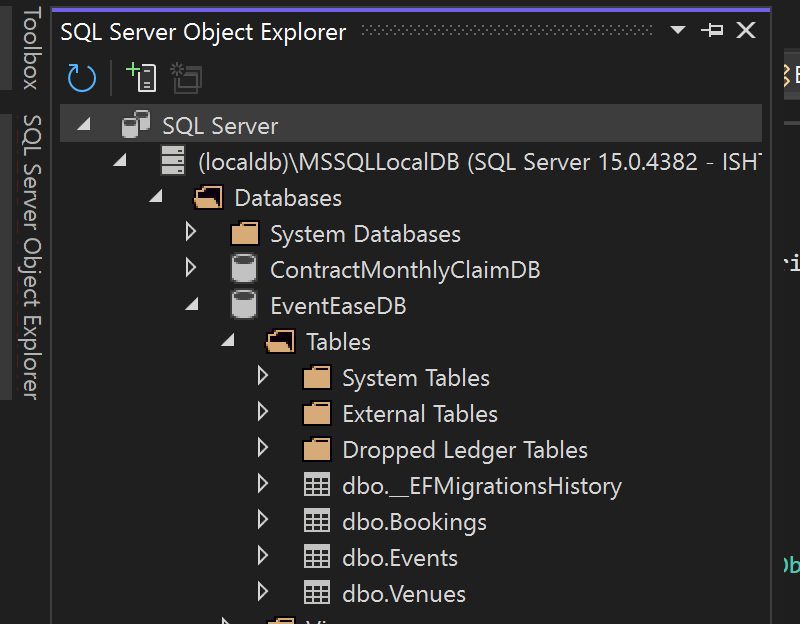 Toolbox
SQL Server Object Explorer
SQL Server Object Explorer
SQL Server
(localdb)\MSSQLLocalDB (SQL Server 15.0.4382 - ISHT
Databases
System Databases
ContractMonthlyClaimDB
EventEaseDB
Tables
System Tables
External Tables
Dropped Ledger Tables
dbo.__EFMigrationsHistory
dbo.Bookings
dbo.Events
dbo.Venues